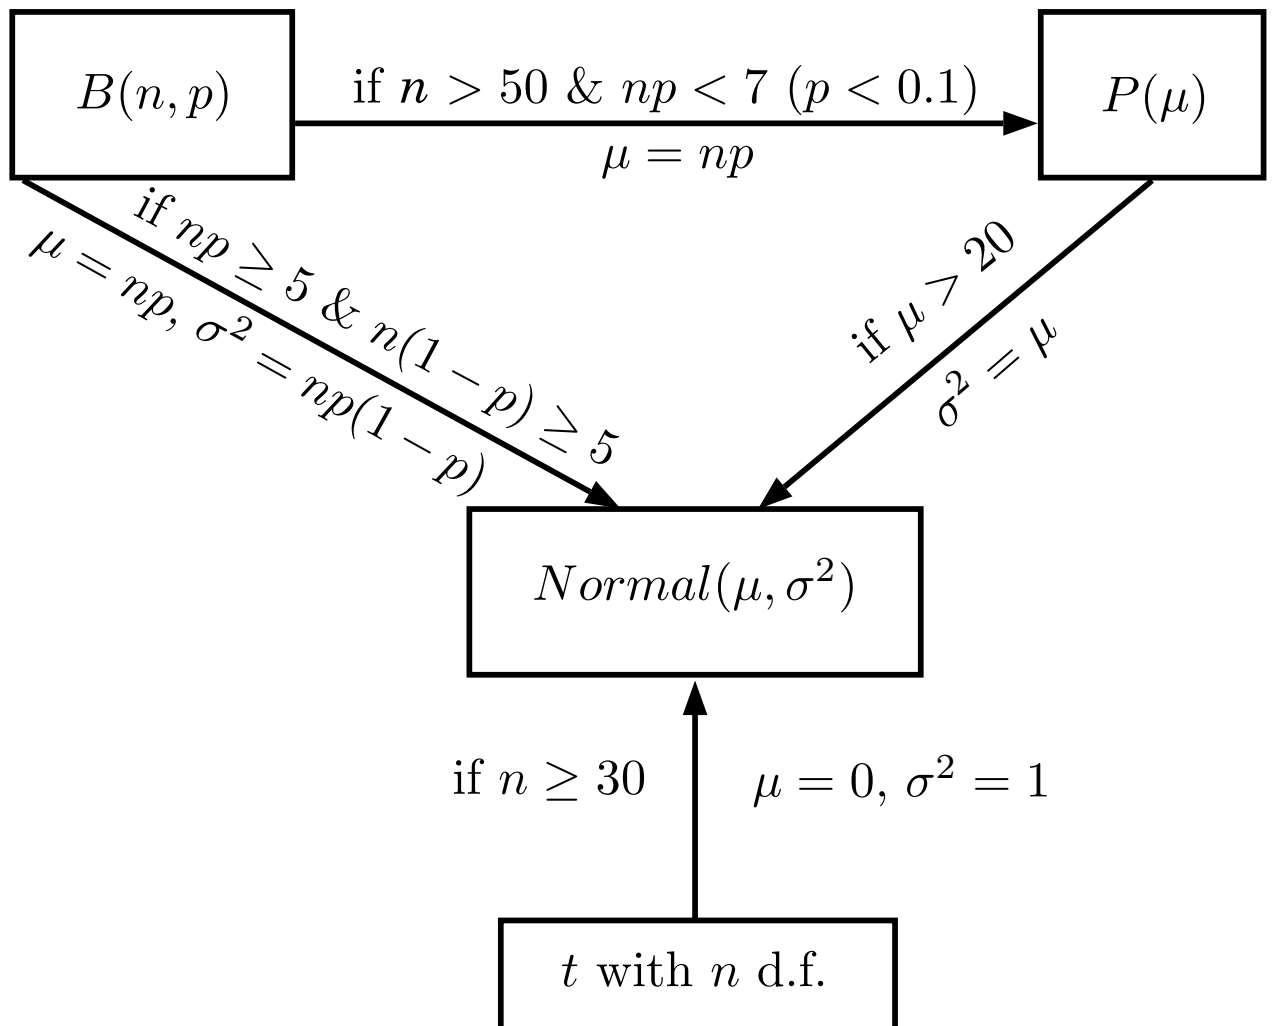 B(n, p)
if n > 50 & np < 7 (p < 0.1)
μ = np
P(μ)
if np ≥ 5 & n(1 − p) ≥ 5
μ = np, σ² = np(1 − p)
if μ > 20
σ² = μ
Normal(μ, σ²)
if n ≥ 30
μ = 0, σ² = 1
t with n d.f.